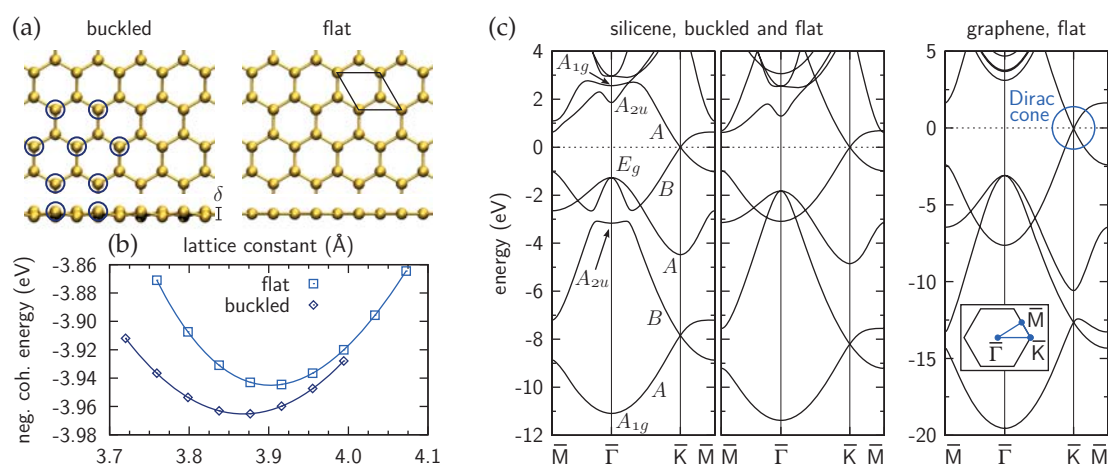 (a)
buckled
flat
δ
(b)
lattice constant (Å)
neg. coh. energy (eV)
-3.86
-3.88
-3.90
-3.92
-3.94
-3.96
-3.98
flat
buckled
3.7 3.8 3.9 4.0 4.1
(c)
silicene, buckled and flat
graphene, flat
energy (eV)
4
2
0
-2
-4
-6
-8
-10
-12
A1g
A2u
A
Eg
B
A
A2u
B
A
A1g
M̅ Γ̅ K̅ M̅
M̅ Γ̅ K̅ M̅
5
0
-5
-10
-15
-20
Dirac
cone
M̅
Γ̅ K̅
M̅ Γ̅ K̅ M̅